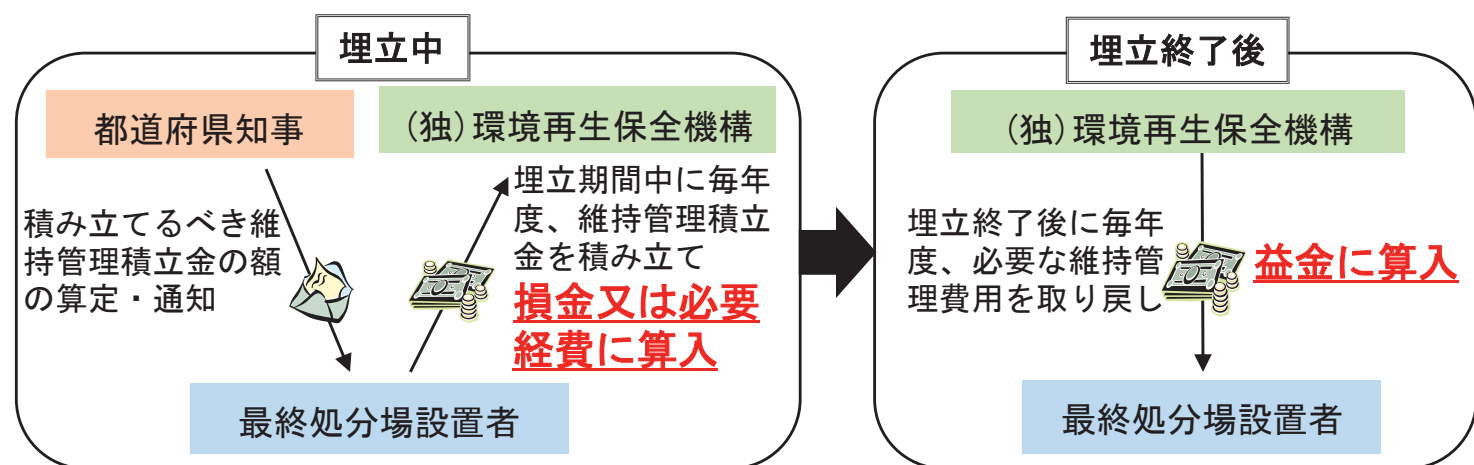 埋立中
都道府県知事
(独)環境再生保全機構
積み立てるべき維
持管理積立金の額
の算定・通知
埋立期間中に毎年
度、維持管理積立
金を積み立て
損金又は必要
経費に算入
最終処分場設置者
埋立終了後
(独)環境再生保全機構
埋立終了後に毎年
度、必要な維持管
理費用を取り戻し
益金に算入
最終処分場設置者